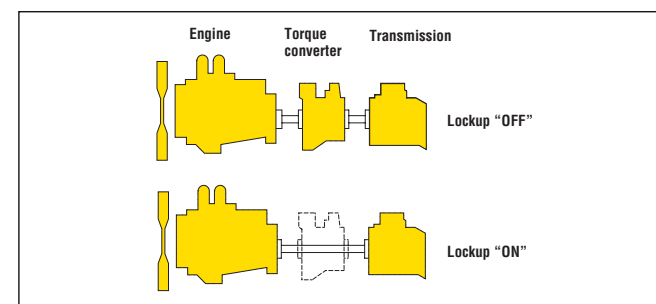 Engine
Torque
converter
Transmission
Lockup “OFF”
Lockup “ON”